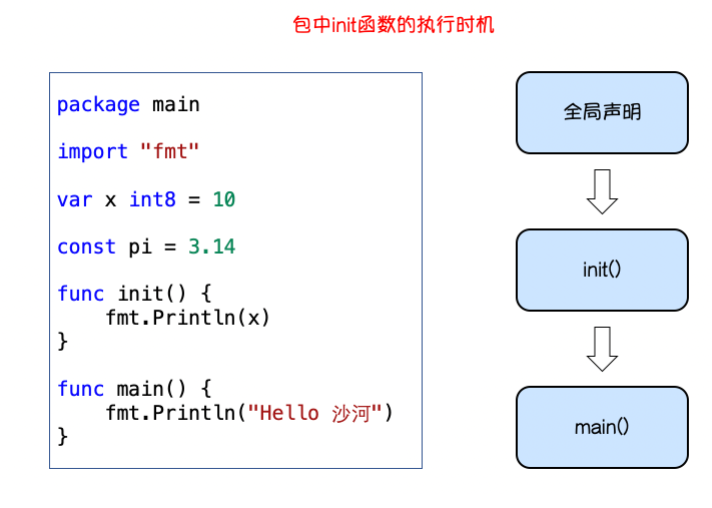 包中init函数的执行时机
package main
import "fmt"
var x int8 = 10
const pi = 3.14
func init() {
    fmt.Println(x)
}
func main() {
    fmt.Println("Hello 沙河")
}
全局声明
init()
main()